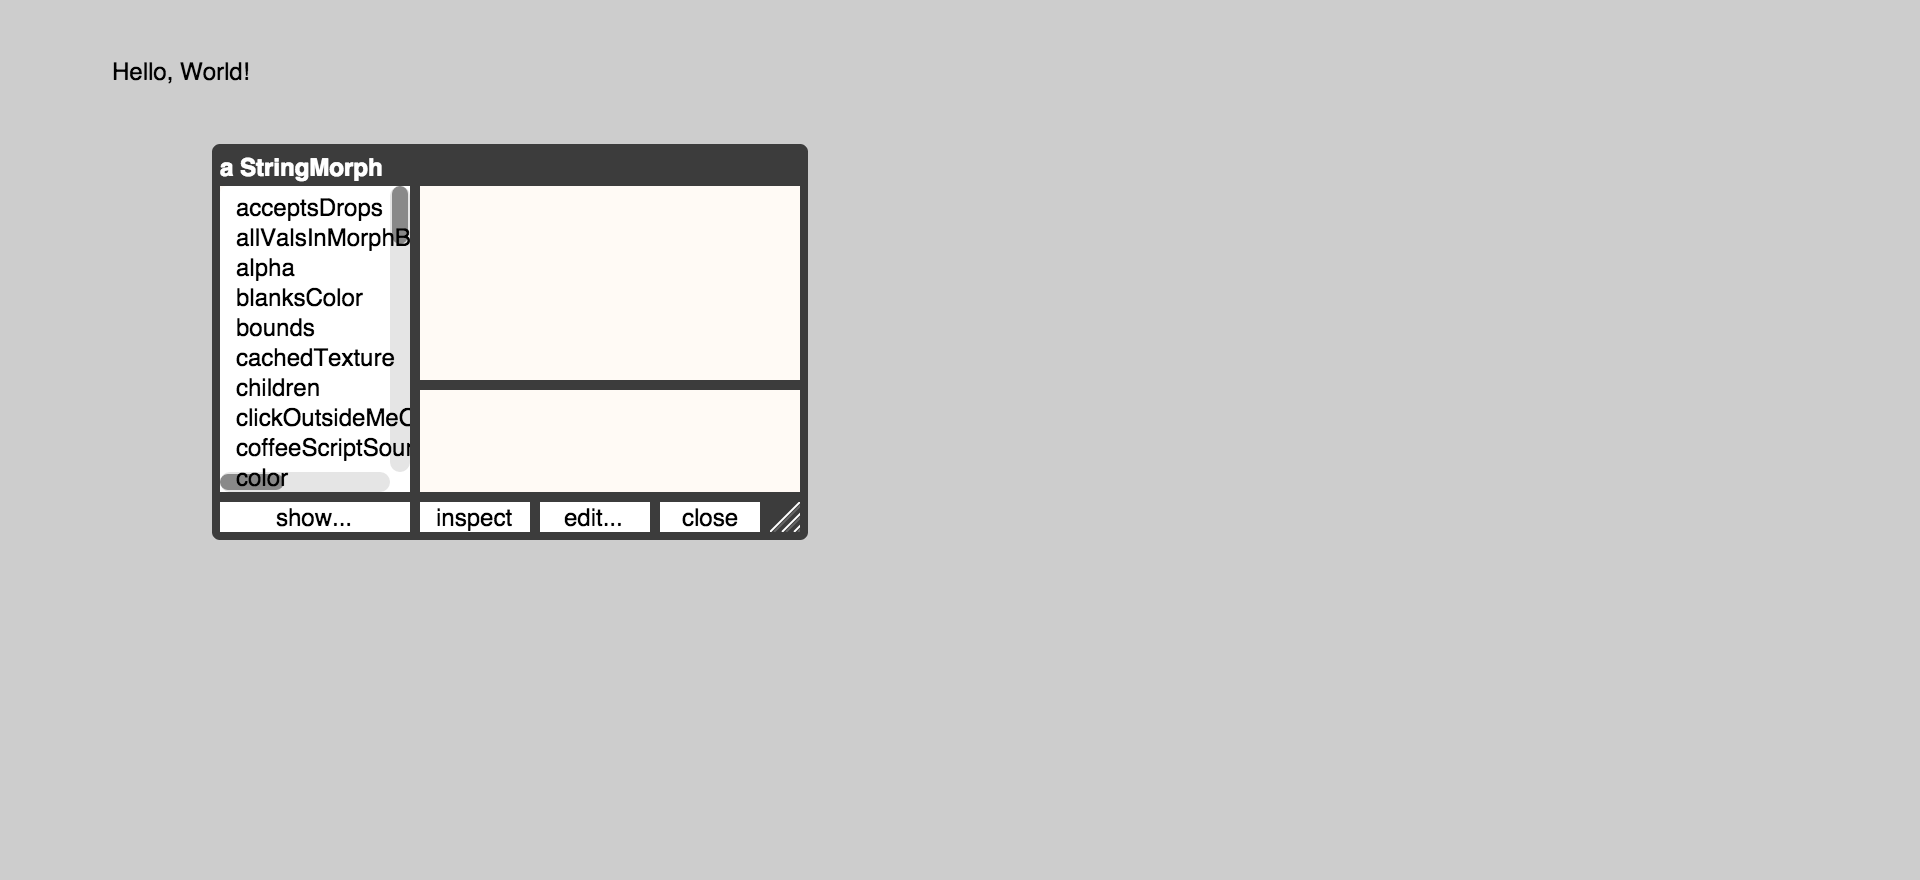 Hello, World!
a StringMorph
acceptsDrops
allValsInMorphB
alpha
blanksColor
bounds
cachedTexture
children
clickOutsideMeC
coffeeScriptSour
color
show...
inspect
edit...
close